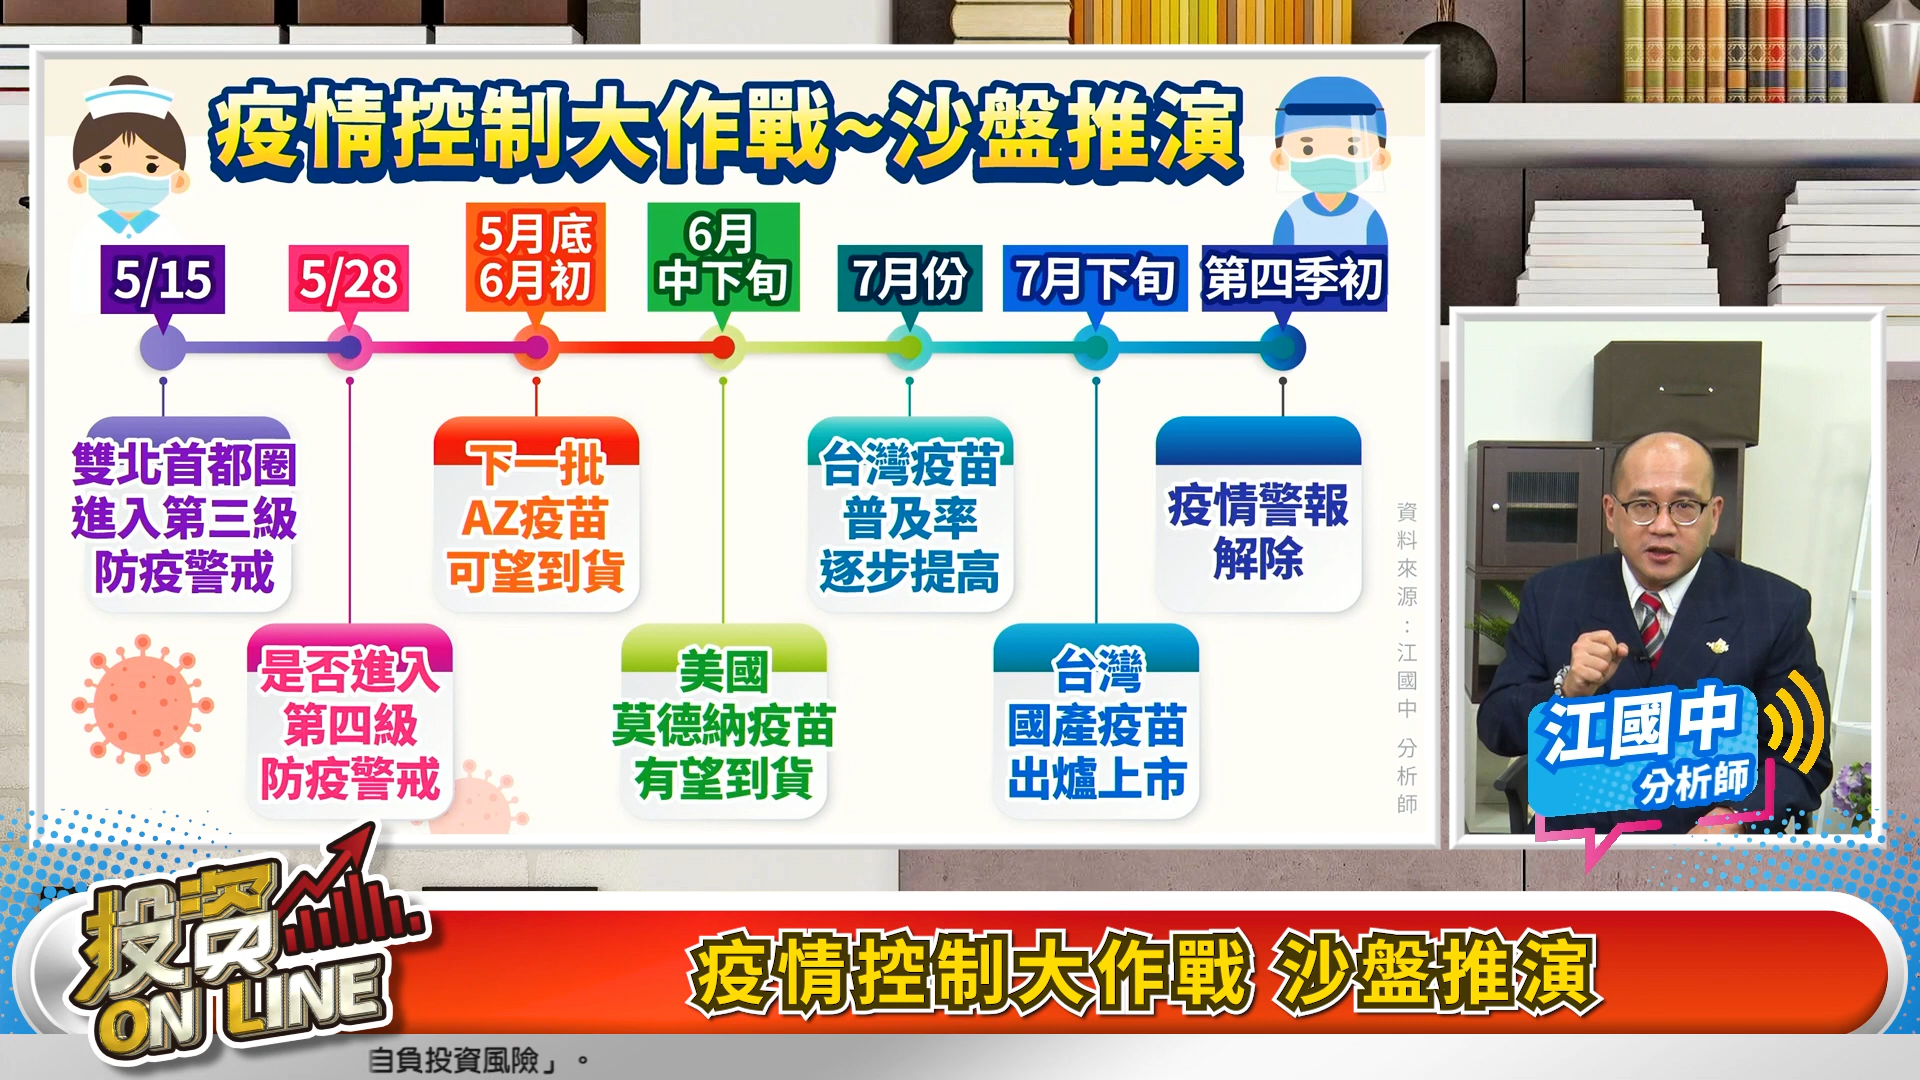 疫情控制大作戰~沙盤推演
5/15
5/28
5月底
6月初
6月
中下旬
7月份
7月下旬
第四季初
雙北首都圈
進入第三級
防疫警戒
是否進入
第四級
防疫警戒
下一批
AZ疫苗
可望到貨
美國
莫德納疫苗
有望到貨
台灣疫苗
普及率
逐步提高
台灣
國產疫苗
出爐上市
疫情警報
解除
資料來源：江國中 分析師
江國中
分析師
投資
ON LINE
疫情控制大作戰 沙盤推演
自負投資風險」。